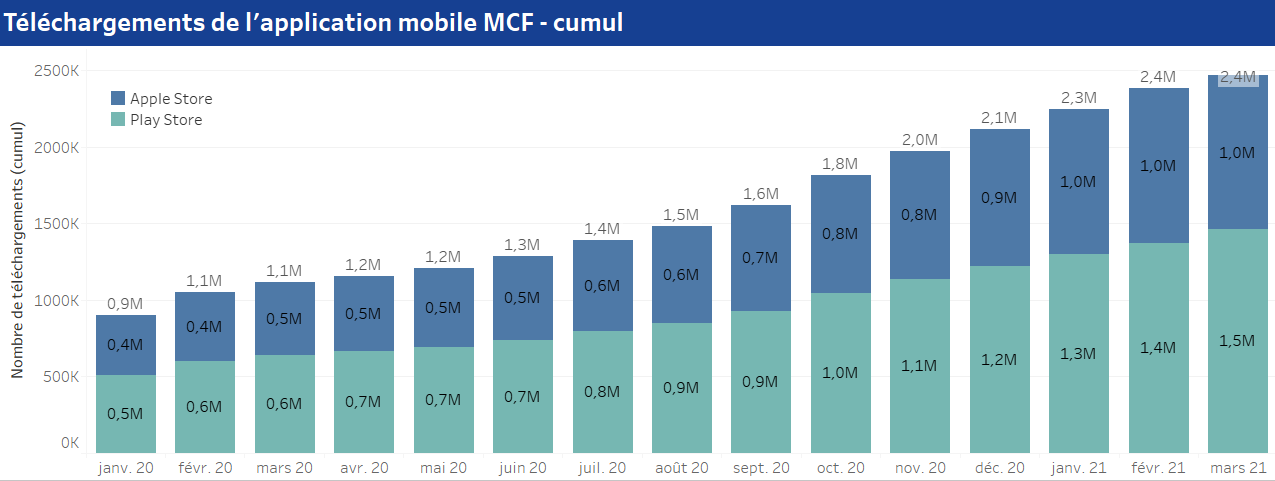 Téléchargements de l'application mobile MCF - cumul
Nombre de téléchargements (cumul)
2500K
2000K
1500K
1000K
500K
0K
Apple Store
Play Store
0,9M 1,1M 1,1M 1,2M 1,2M 1,3M 1,4M 1,5M 1,6M 1,8M 2,0M 2,1M 2,3M 2,4M 2,4M
0,4M 0,4M 0,5M 0,5M 0,5M 0,5M 0,6M 0,6M 0,7M 0,8M 0,8M 0,9M 1,0M 1,0M 1,0M
0,5M 0,6M 0,6M 0,7M 0,7M 0,7M 0,8M 0,9M 0,9M 1,0M 1,1M 1,2M 1,3M 1,4M 1,5M
janv. 20 févr. 20 mars 20 avr. 20 mai 20 juin 20 juil. 20 août 20 sept. 20 oct. 20 nov. 20 déc. 20 janv. 21 févr. 21 mars 21